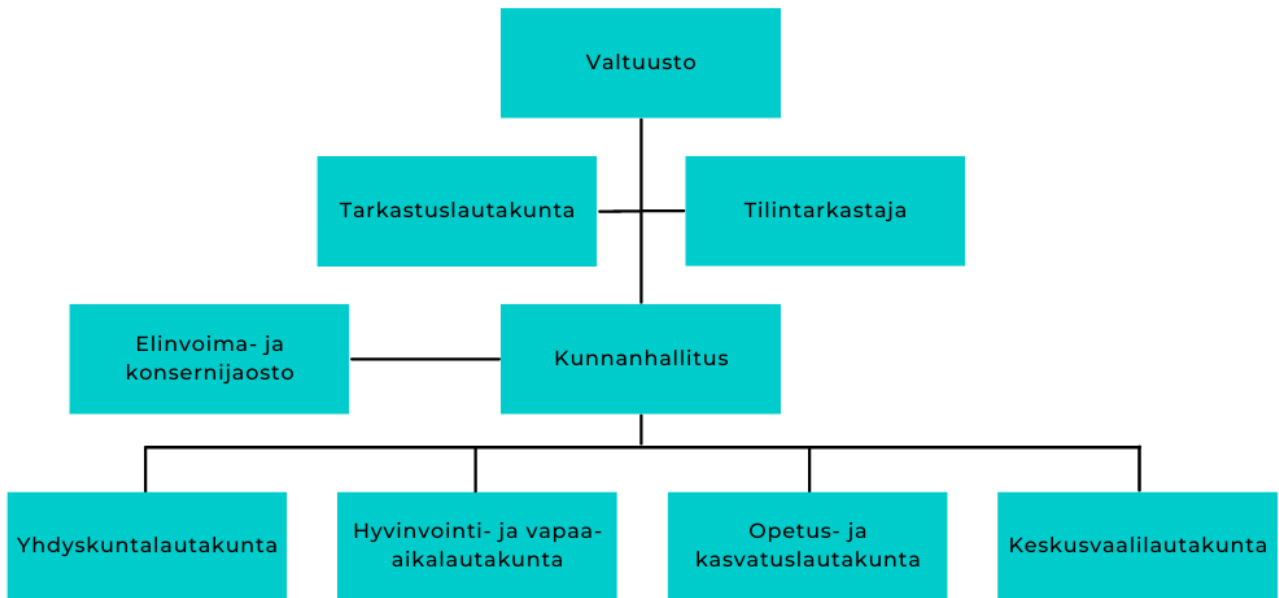 Valtuusto
Tarkastuslautakunta
Tilintarkastaja
Elinvoima- ja
konsernijaosto
Kunnanhallitus
Yhdyskuntalautakunta
Hyvinvointi- ja vapaa-
aikalautakunta
Opetus- ja
kasvatuslautakunta
Keskusvaalilautakunta